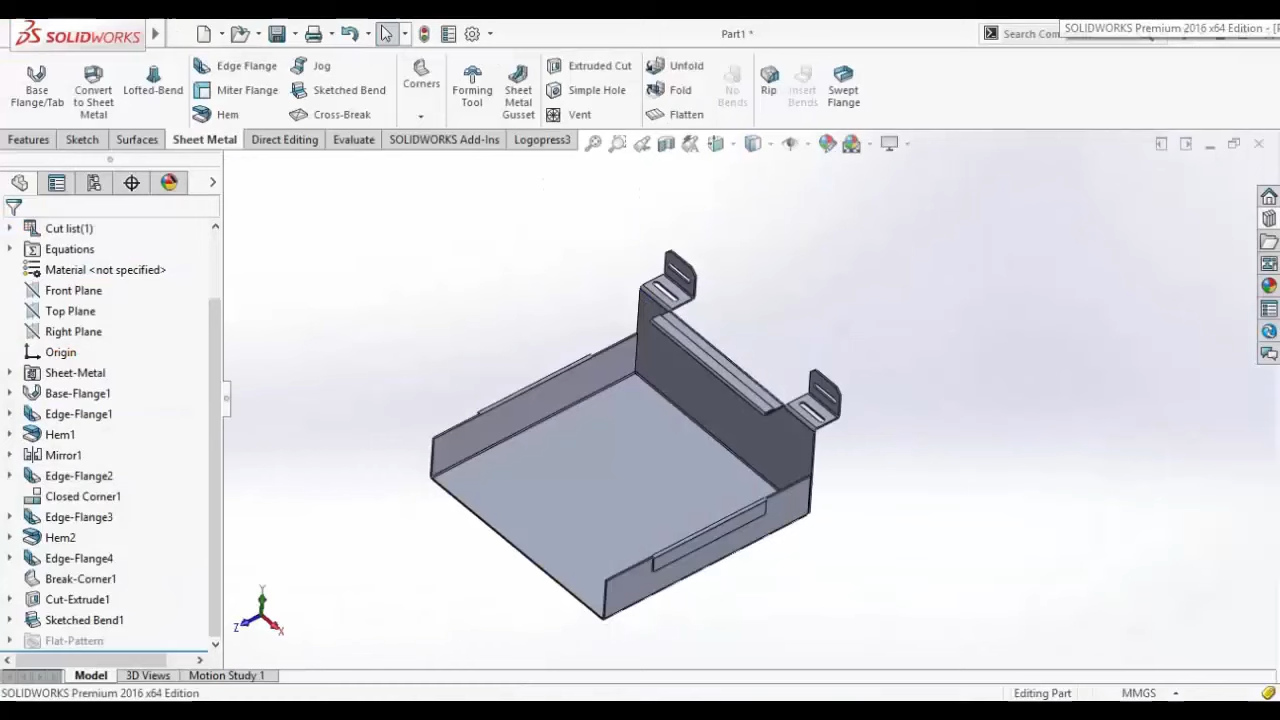 SOLIDWORKS
Part1 *
Search Com
SOLIDWORKS Premium 2016 x64 Edition - [P
Base
Flange/Tab
Convert
to Sheet
Metal
Lofted-Bend
Edge Flange
Miter Flange
Hem
Jog
Sketched Bend
Cross-Break
Corners
Forming
Tool
Sheet
Metal
Gusset
Extruded Cut
Simple Hole
Vent
Unfold
Fold
Flatten
No
Bends
Rip
Insert
Bends
Swept
Flange
Features
Sketch
Surfaces
Sheet Metal
Direct Editing
Evaluate
SOLIDWORKS Add-Ins
Logopress3
Cut list(1)
Equations
Material <not specified>
Front Plane
Top Plane
Right Plane
Origin
Sheet-Metal
Base-Flange1
Edge-Flange1
Hem1
Mirror1
Edge-Flange2
Closed Corner1
Edge-Flange3
Hem2
Edge-Flange4
Break-Corner1
Cut-Extrude1
Sketched Bend1
Flat-Pattern
Y
Z
X
Model
3D Views
Motion Study 1
SOLIDWORKS Premium 2016 x64 Edition
Editing Part
MMGS